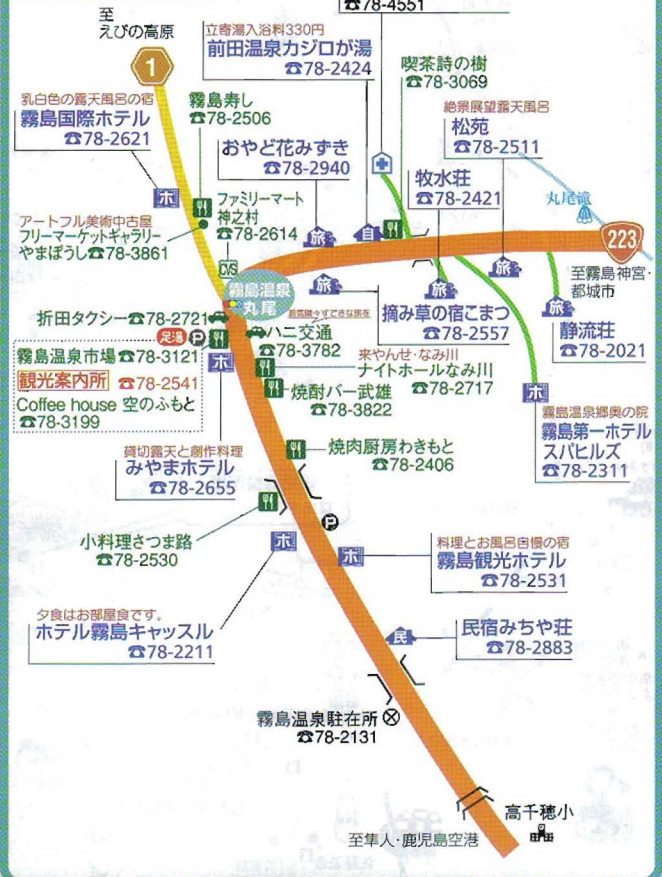 ☎78-4551
至
えびの高原
1
立寄湯入浴料330円
前田温泉カジロが湯
☎78-2424
喫茶詩の樹
☎78-3069
乳白色の露天風呂の宿
霧島国際ホテル
☎78-2621
霧島寿し
☎78-2506
絶景展望露天風呂
松苑
☎78-2511
おやど花みずき
☎78-2940
牧水荘
☎78-2421
丸尾滝
ホ
ファミリーマート
神之村
☎78-2614
アートフル美術中古屋
フリーマーケットギャラリー
やまぼうし☎78-3861
旅
自
223
CVS
旅
至霧島神宮・
都城市
霧島温泉
丸尾
旅
旅
旅
折田タクシー☎78-2721
摘み草の宿こまつ
☎78-2557
静流荘
☎78-2021
足湯
P
ハニ交通
☎78-3782
霧島温泉市場☎78-3121
観光案内所 ☎78-2541
Coffee house 空のふもと
☎78-3199
ホ
来やんせ・なみ川
ナイトホールなみ川
☎78-2717
焼酎バー武雄
☎78-3822
ホ
霧島温泉郷奥の院
霧島第一ホテル
スパヒルズ
☎78-2311
貸切露天と創作料理
みやまホテル
☎78-2655
焼肉厨房わきもと
☎78-2406
P
小料理さつま路
☎78-2530
ホ
ホ
料理とお風呂自慢の宿
霧島観光ホテル
☎78-2531
夕食はお部屋食です。
ホテル霧島キャッスル
☎78-2211
民
民宿みちや荘
☎78-2883
霧島温泉駐在所
☎78-2131
高千穂小
至隼人・鹿児島空港